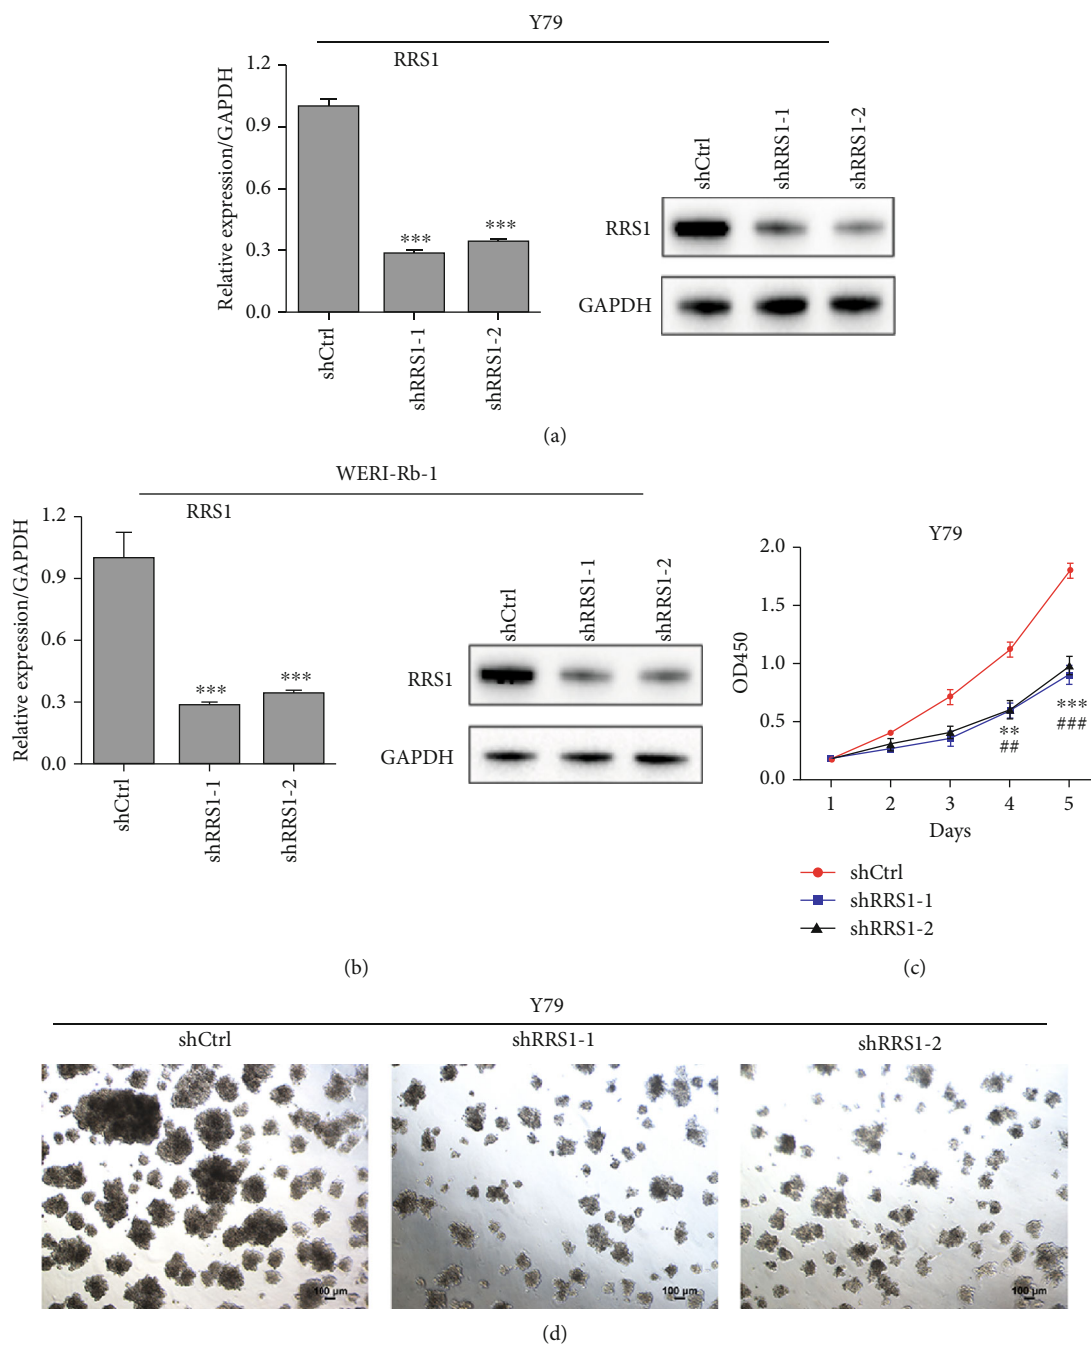 Y79
RRS1
Relative expression/GAPDH
1.2
0.9
0.6
0.3
0.0
***
***
shCtrl
shRRS1-1
shRRS1-2
shCtrl
shRRS1-1
shRRS1-2
RRS1
GAPDH
(a)
WERI-Rb-1
RRS1
Relative expression/GAPDH
1.2
0.9
0.6
0.3
0.0
***
***
shCtrl
shRRS1-1
shRRS1-2
shCtrl
shRRS1-1
shRRS1-2
RRS1
GAPDH
(b)
Y79
OD450
2.0
1.5
1.0
0.5
0.0
**
##
***
###
1 2 3 4 5
Days
shCtrl
shRRS1-1
shRRS1-2
(c)
Y79
shCtrl
shRRS1-1
shRRS1-2
100 µm
100 µm
100 µm
(d)